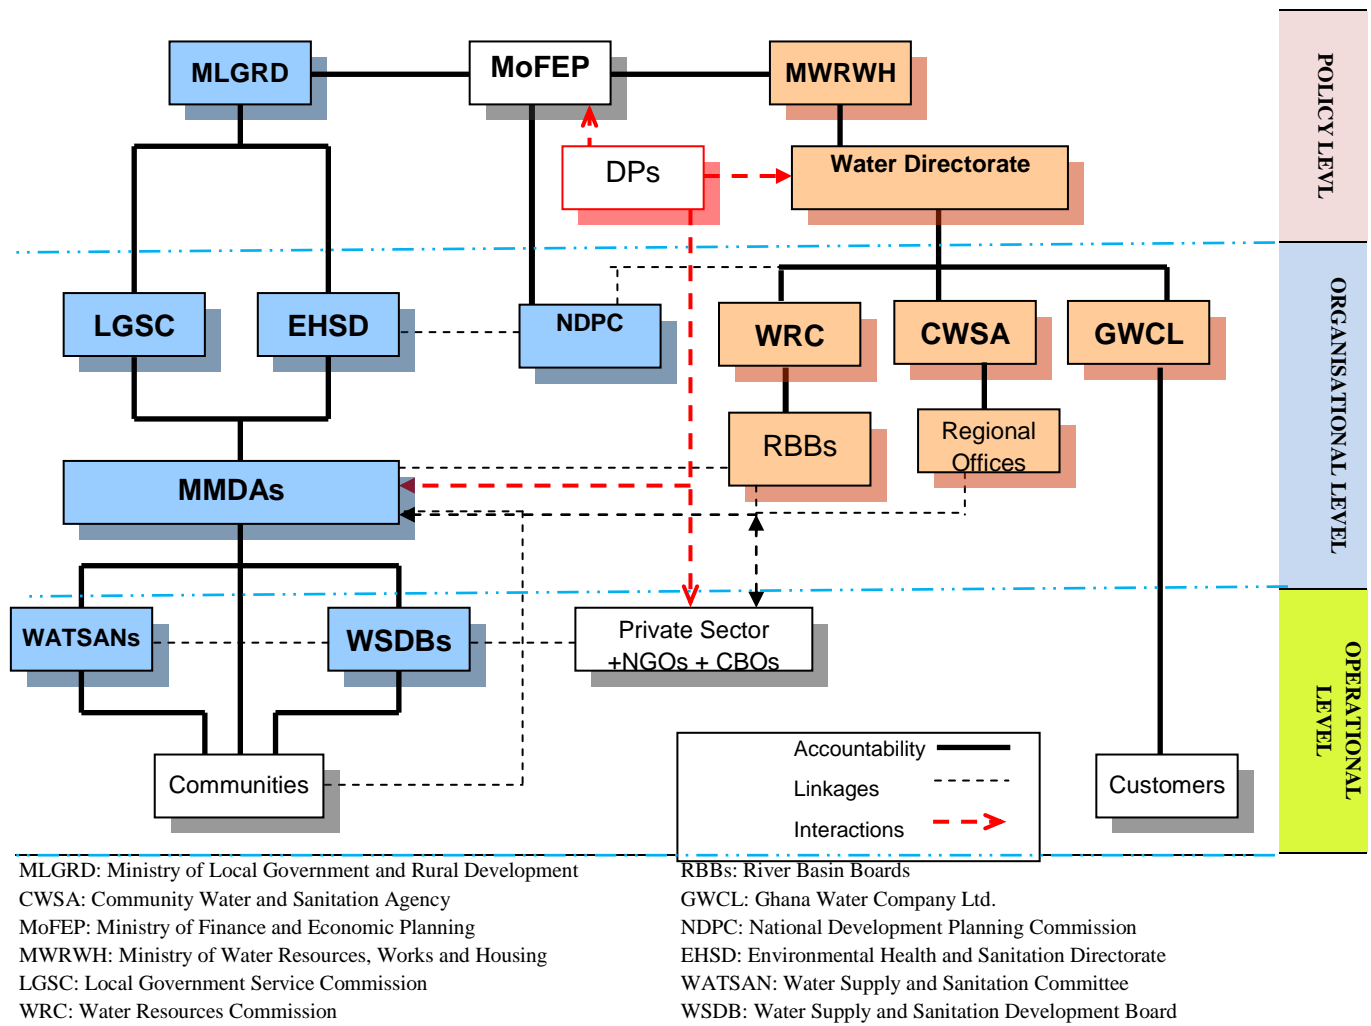 MLGRD
MoFEP
MWRWH
POLICY LEVL
DPs
Water Directorate
LGSC
EHSD
NDPC
WRC
CWSA
GWCL
ORGANISATIONAL LEVEL
RBBs
Regional
Offices
MMDAs
WATSANs
WSDBs
Private Sector
+NGOs + CBOs
OPERATIONAL
LEVEL
Communities
Accountability
Linkages
Interactions
Customers
MLGRD: Ministry of Local Government and Rural Development
CWSA: Community Water and Sanitation Agency
MoFEP: Ministry of Finance and Economic Planning
MWRWH: Ministry of Water Resources, Works and Housing
LGSC: Local Government Service Commission
WRC: Water Resources Commission
RBBs: River Basin Boards
GWCL: Ghana Water Company Ltd.
NDPC: National Development Planning Commission
EHSD: Environmental Health and Sanitation Directorate
WATSAN: Water Supply and Sanitation Committee
WSDB: Water Supply and Sanitation Development Board